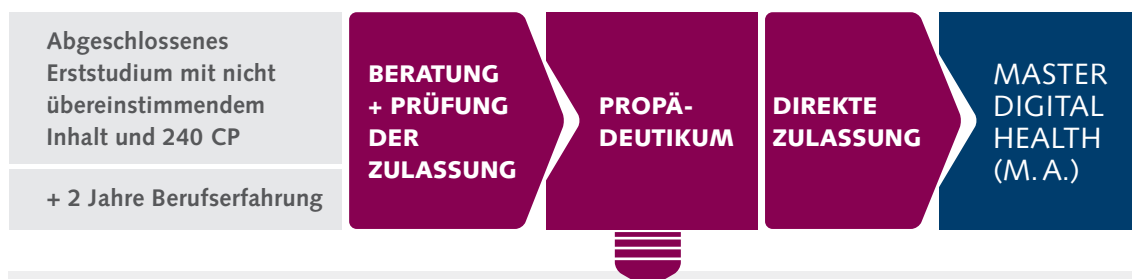 Abgeschlossenes
Erststudium mit nicht
übereinstimmendem
Inhalt und 240 CP
+ 2 Jahre Berufserfahrung
BERATUNG
+ PRÜFUNG
DER
ZULASSUNG
PROPÄ-
DEUTIKUM
DIREKTE
ZULASSUNG
MASTER
DIGITAL
HEALTH
(M. A.)